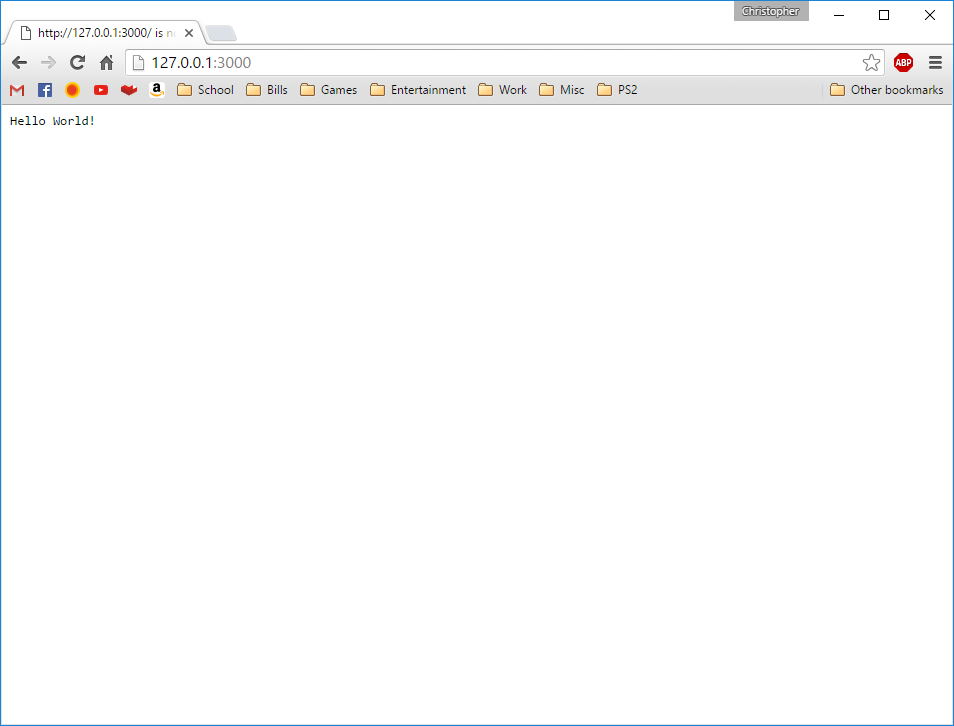 Christopher
http://127.0.0.1:3000/ is
127.0.0.1:3000
ABP
a School Bills Games Entertainment Work Misc PS2 Other bookmarks
Hello World!